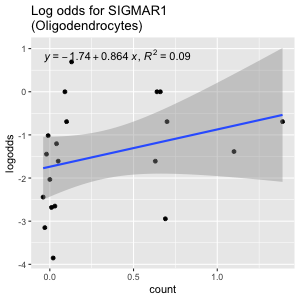 Log odds for SIGMAR1
(Oligodendrocytes)
y = −1.74 + 0.864 x, R² = 0.09
1
0
-1
-2
-3
-4
logodds
0.0 0.5 1.0
count